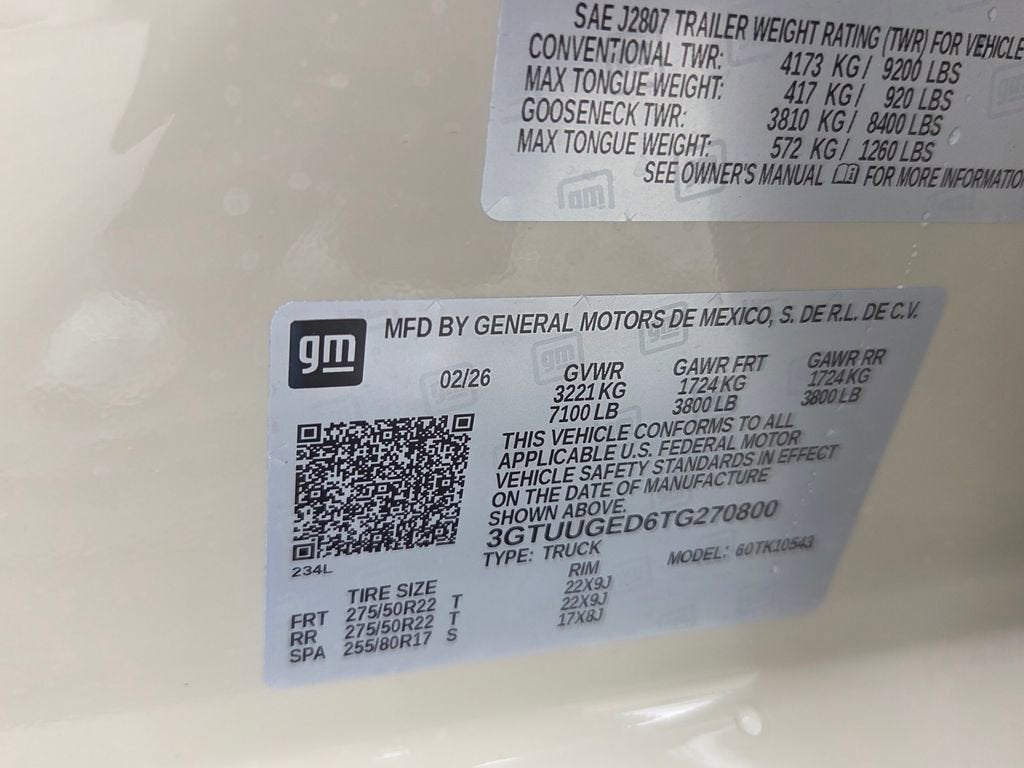 SAE J2807 TRAILER WEIGHT RATING (TWR) FOR VEHICLE
CONVENTIONAL TWR: 4173 KG / 9200 LBS
MAX TONGUE WEIGHT: 417 KG / 920 LBS
GOOSENECK TWR: 3810 KG / 8400 LBS
MAX TONGUE WEIGHT: 572 KG / 1260 LBS
SEE OWNER'S MANUAL FOR MORE INFORMATION
gm
MFD BY GENERAL MOTORS DE MEXICO, S. DE R.L. DE C.V.
02/26 GVWR GAWR FRT GAWR RR
3221 KG 1724 KG 1724 KG
7100 LB 3800 LB 3800 LB
THIS VEHICLE CONFORMS TO ALL
APPLICABLE U.S. FEDERAL MOTOR
VEHICLE SAFETY STANDARDS IN EFFECT
ON THE DATE OF MANUFACTURE
SHOWN ABOVE.
3GTUUGED6TG270800
TYPE: TRUCK MODEL: 60TK10543
234L
TIRE SIZE RIM
FRT 275/50R22 T 22X9J
RR 275/50R22 T 22X9J
SPA 255/80R17 S 17X8J